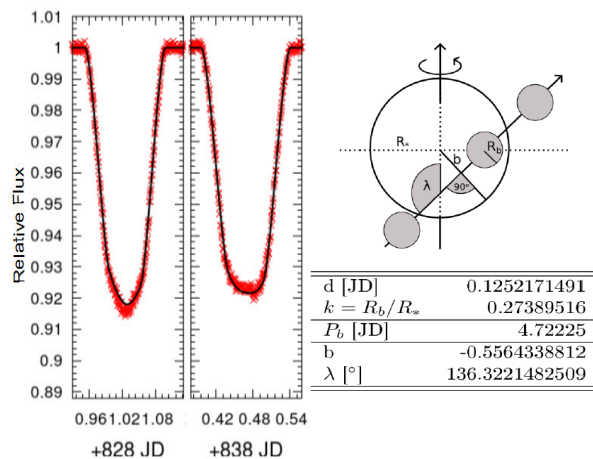 1.01
1
0.99
0.98
0.97
0.96
0.95
0.94
0.93
0.92
0.91
0.9
0.89
Relative Flux
0.961.021.08
0.42 0.48 0.54
+828 JD
+838 JD
R*
b
Rb
λ
90°
d [JD] 0.1252171491
k = Rb/R* 0.27389516
Pb [JD] 4.72225
b -0.5564338812
λ [°] 136.3221482509